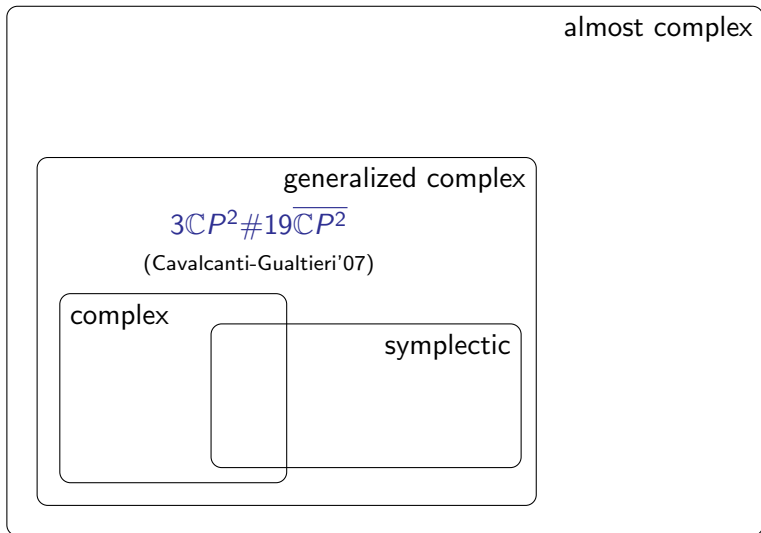 almost complex
generalized complex
3ℂP²#19\overline{ℂP²}
(Cavalcanti-Gualtieri'07)
complex
symplectic